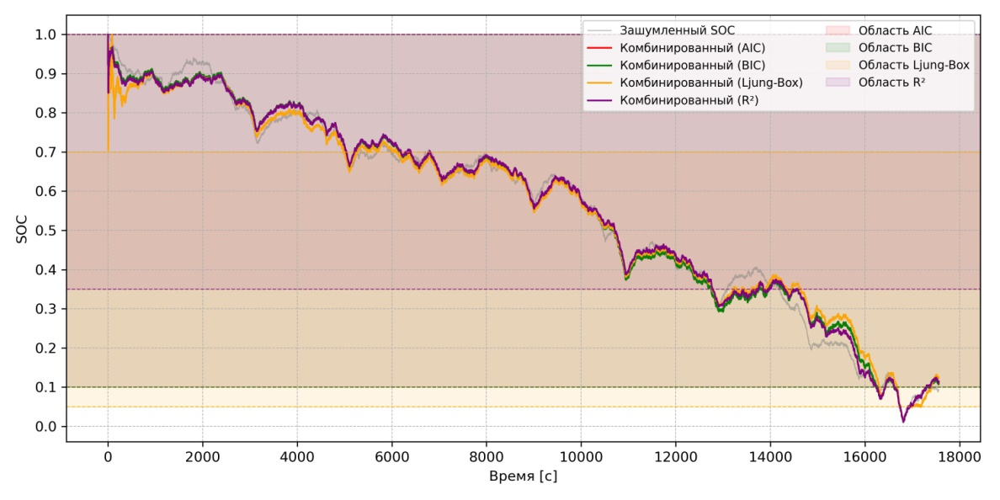 Зашумленный SOC
Комбинированный (AIC)
Комбинированный (BIC)
Комбинированный (Ljung-Box)
Комбинированный (R²)
Область AIC
Область BIC
Область Ljung-Box
Область R²
SOC
1.0
0.9
0.8
0.7
0.6
0.5
0.4
0.3
0.2
0.1
0.0
0 2000 4000 6000 8000 10000 12000 14000 16000 18000
Время [с]